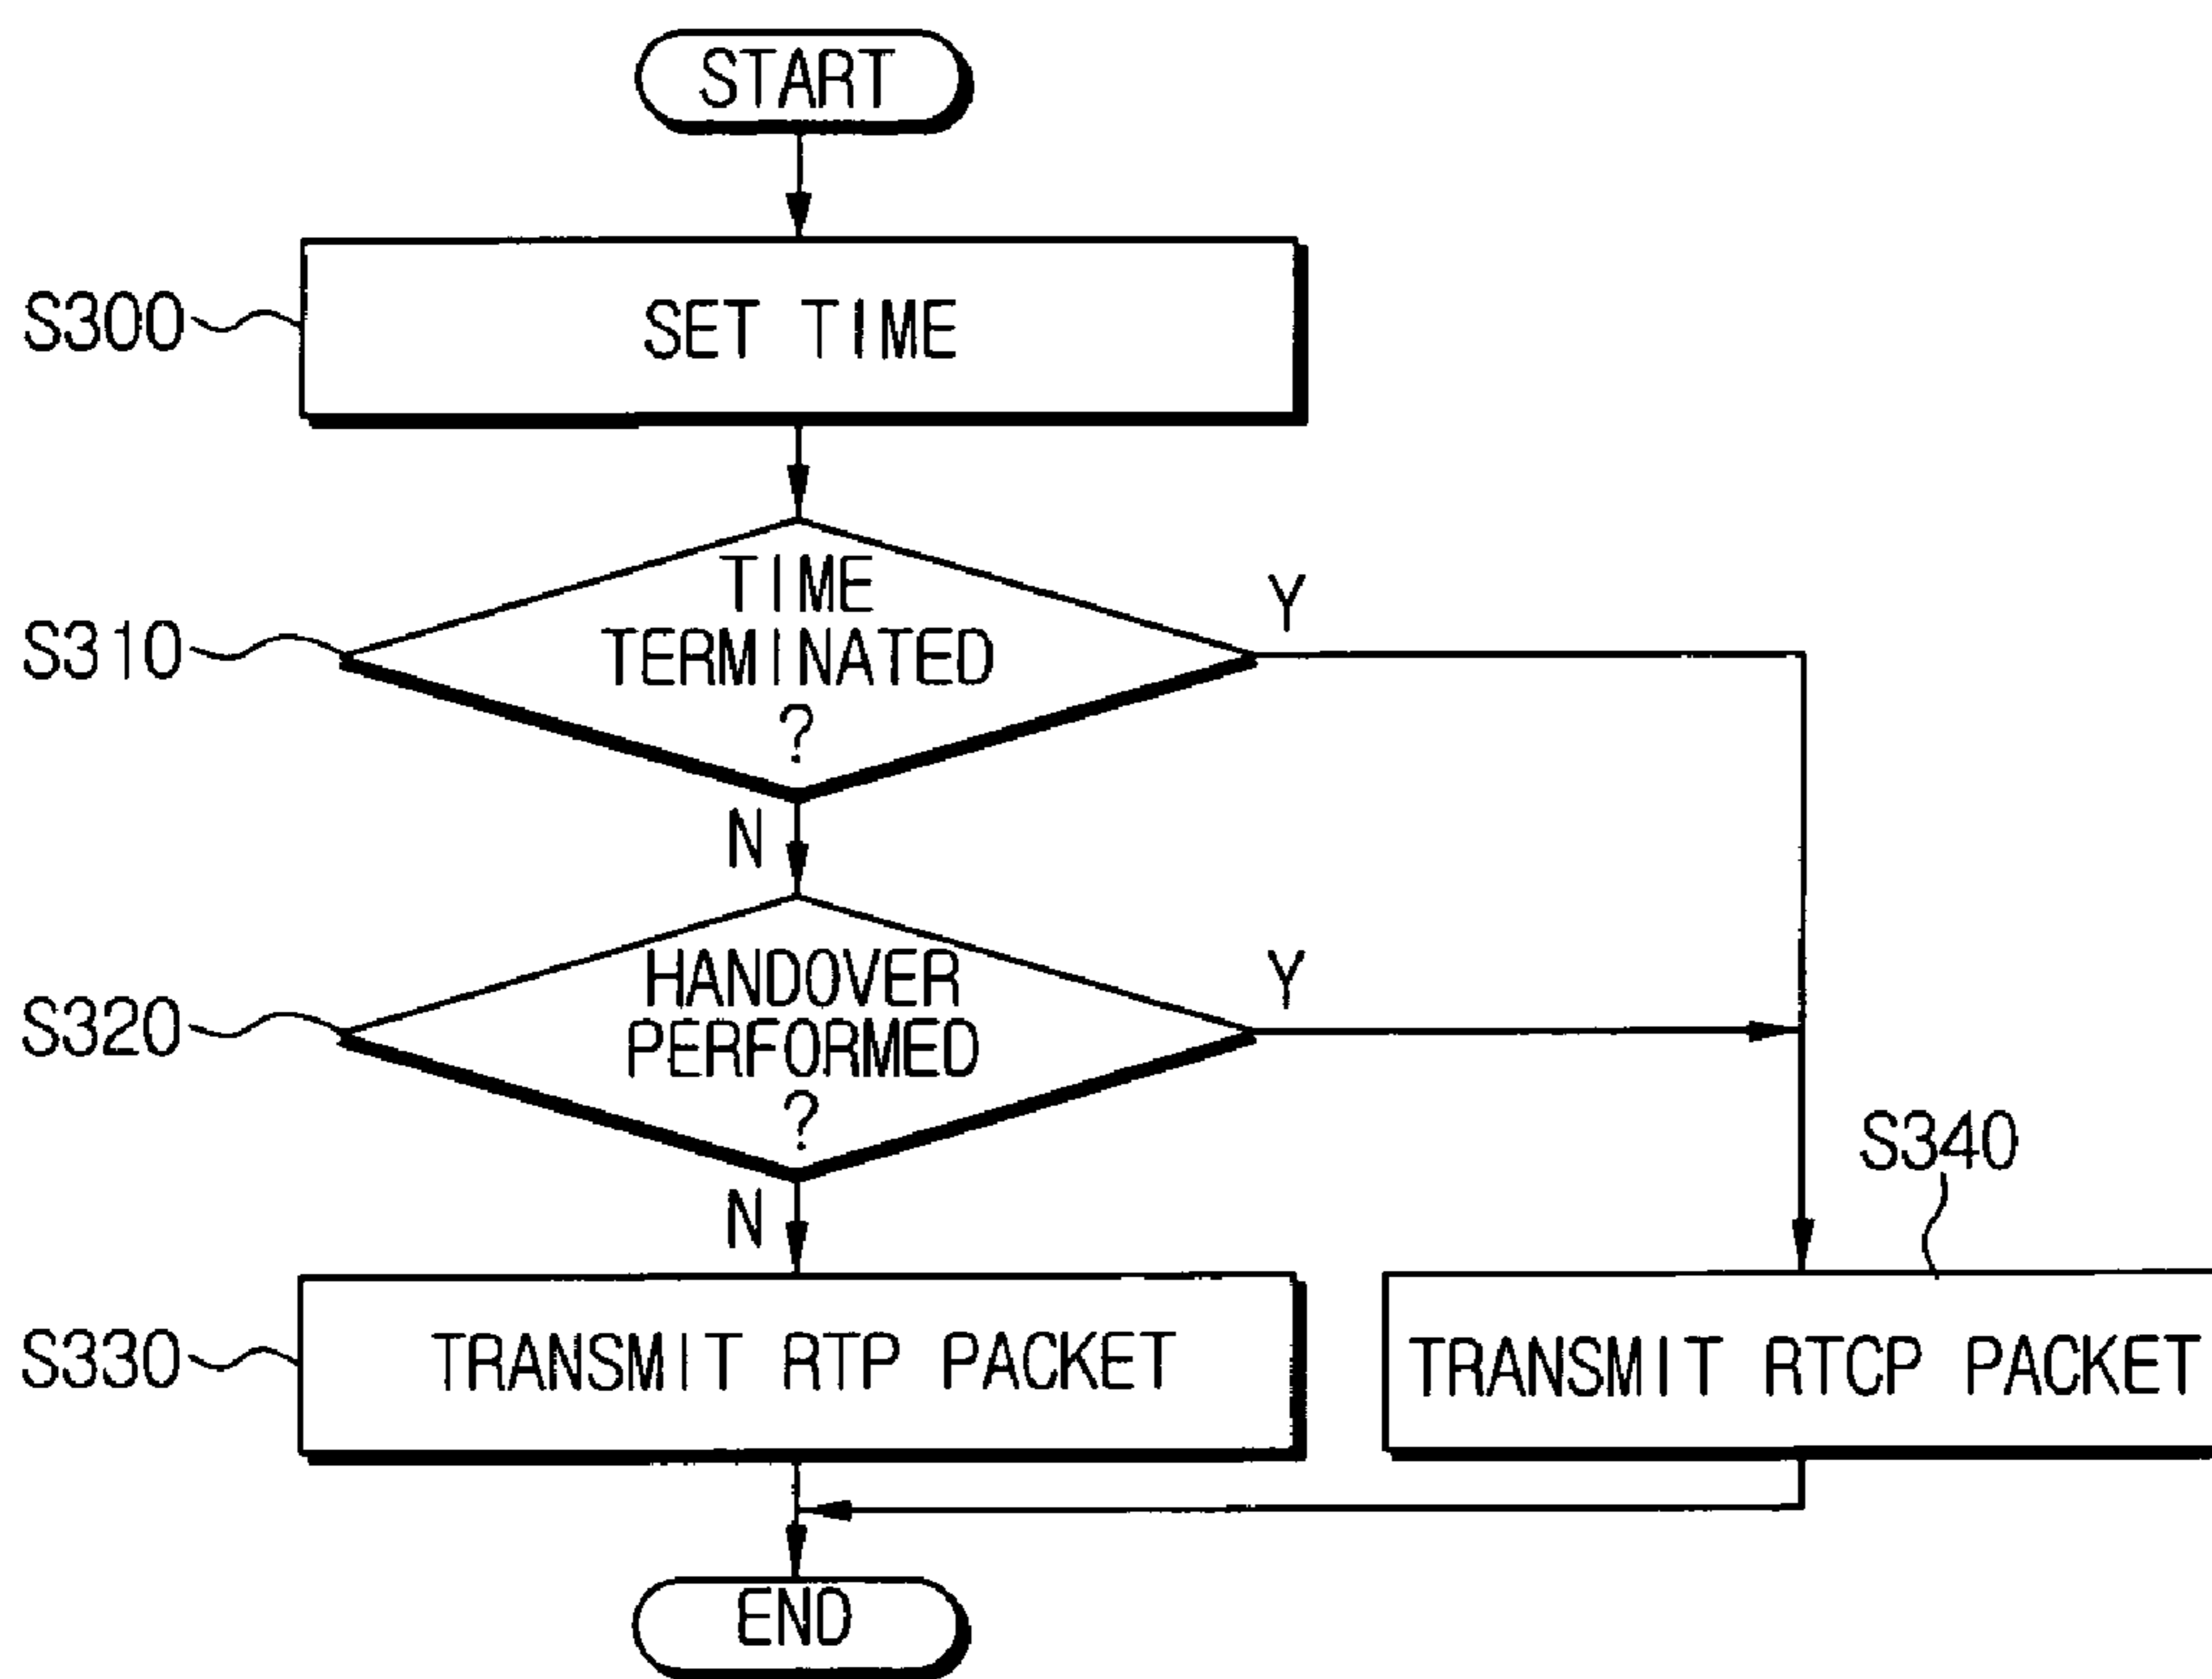 START
S300
SET TIME
S310
TIME
TERMINATED
?
Y
N
S320
HANDOVER
PERFORMED
?
Y
N
S340
S330
TRANSMIT RTP PACKET
TRANSMIT RTCP PACKET
END